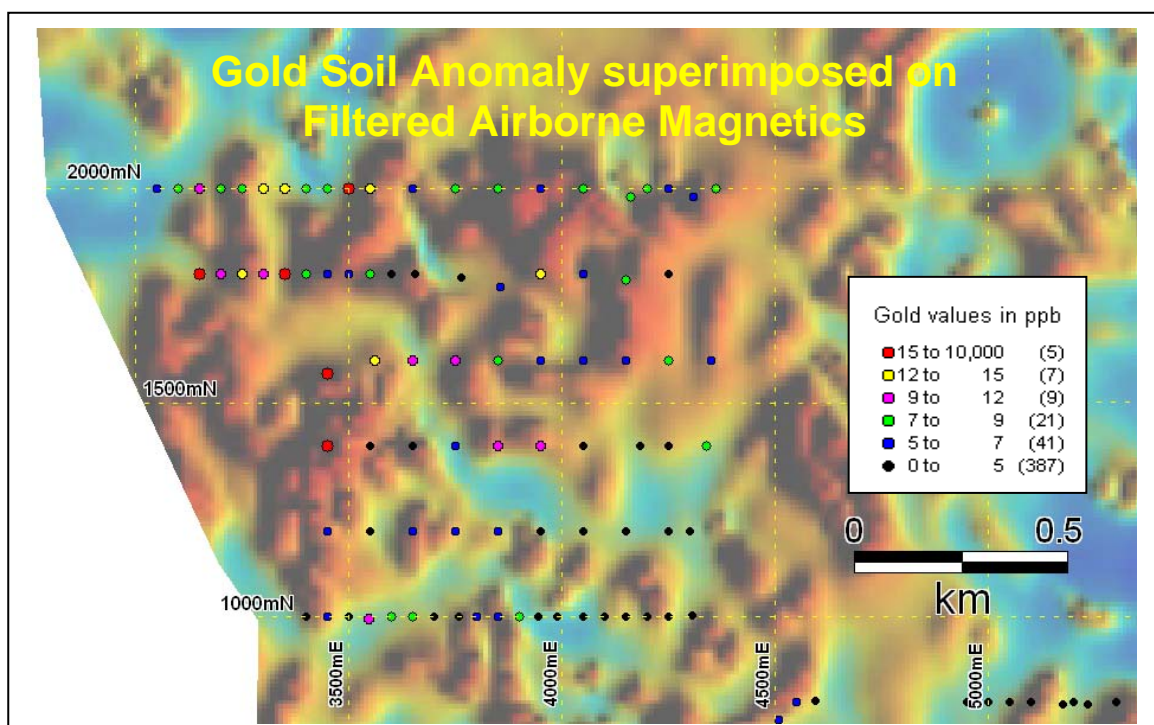 Gold Soil Anomaly superimposed on
Filtered Airborne Magnetics
2000mN
1500mN
1000mN
Gold values in ppb
15 to 10,000 (5)
12 to 15 (7)
9 to 12 (9)
7 to 9 (21)
5 to 7 (41)
0 to 5 (387)
0 0.5
km
3500mE
4000mE
4500mE
5000mE